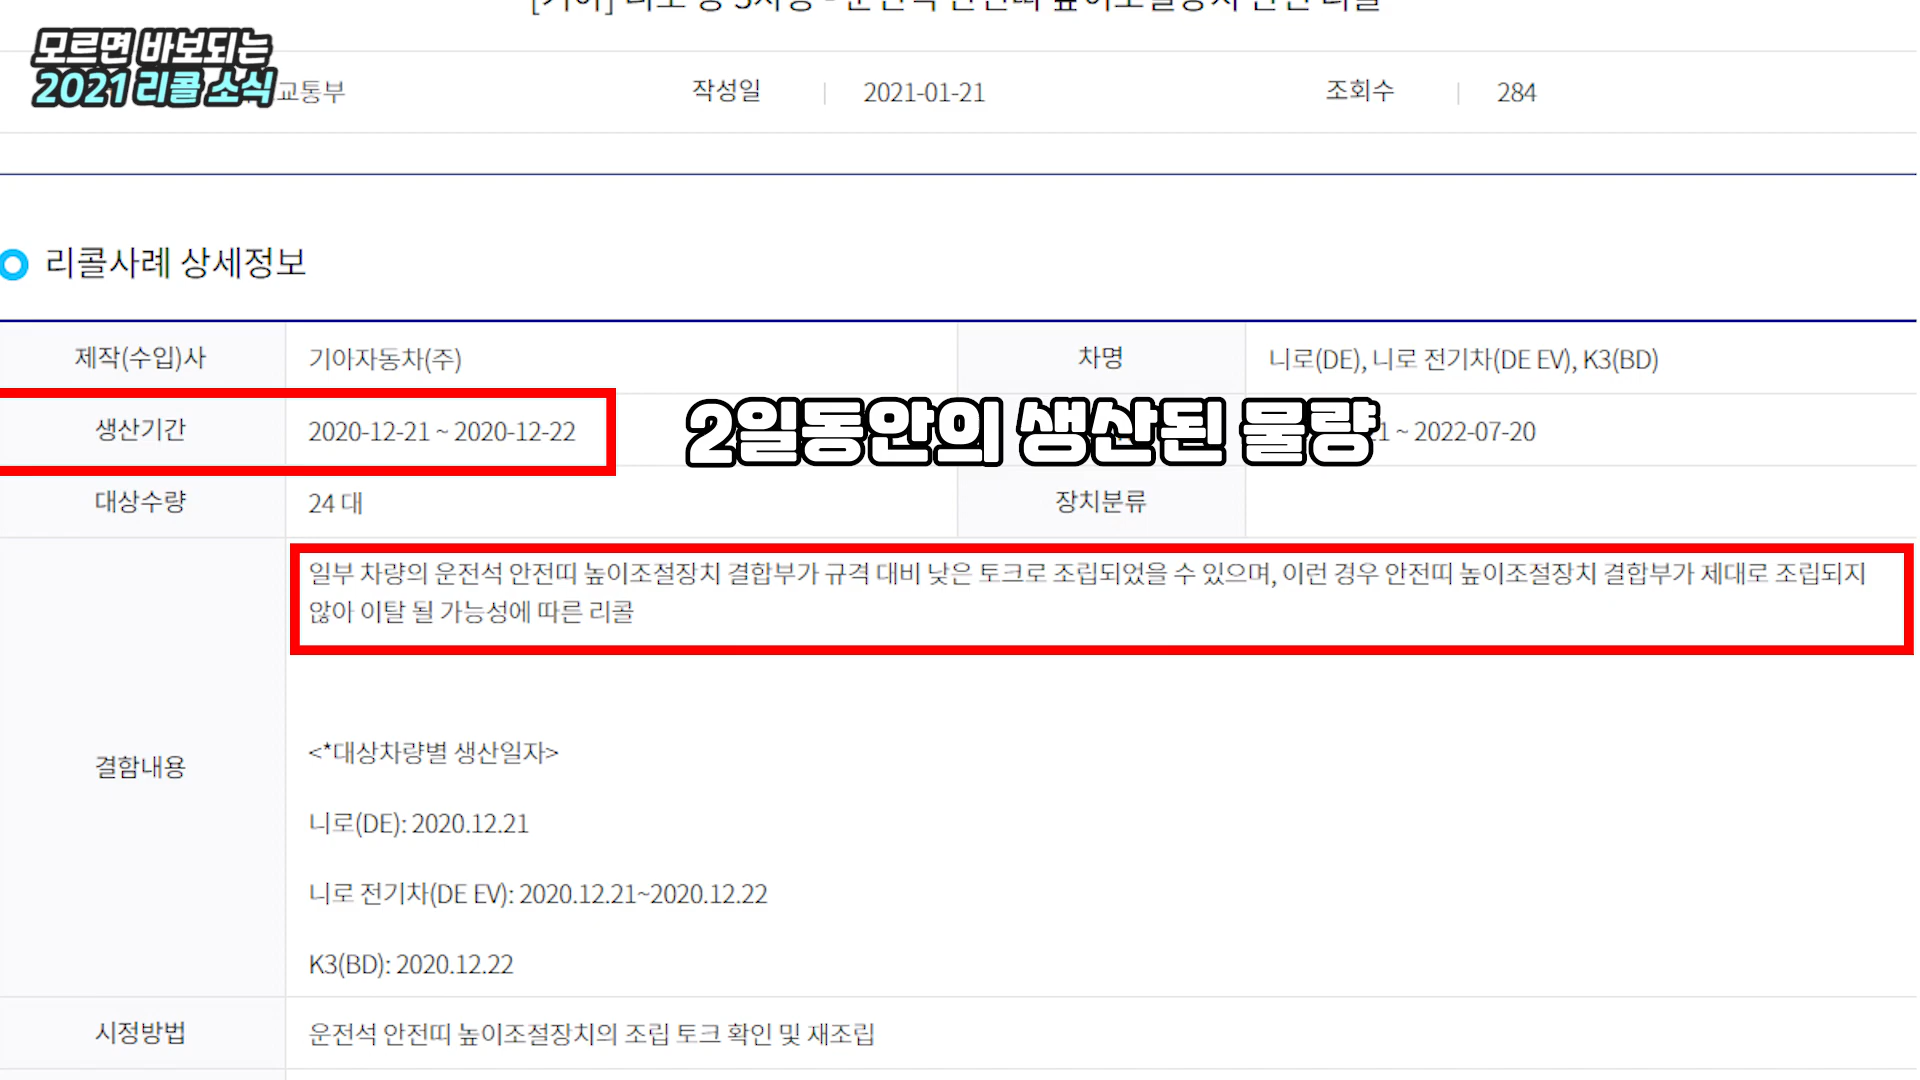 모르면 바보되는
2021 리콜 소식
교통부 작성일 2021-01-21 조회수 284
리콜사례 상세정보
제작(수입)사 기아자동차(주) 차명 니로(DE), 니로 전기차(DE EV), K3(BD)
생산기간 2020-12-21 ~ 2020-12-22 2일동안의 생산된 물량 ~ 2022-07-20
대상수량 24 대 장치분류
일부 차량의 운전석 안전띠 높이조절장치 결합부가 규격 대비 낮은 토크로 조립되었을 수 있으며, 이런 경우 안전띠 높이조절장치 결합부가 제대로 조립되지
않아 이탈 될 가능성에 따른 리콜
<*대상차량별 생산일자>
결함내용
니로(DE): 2020.12.21
니로 전기차(DE EV): 2020.12.21~2020.12.22
K3(BD): 2020.12.22
시정방법 운전석 안전띠 높이조절장치의 조립 토크 확인 및 재조립